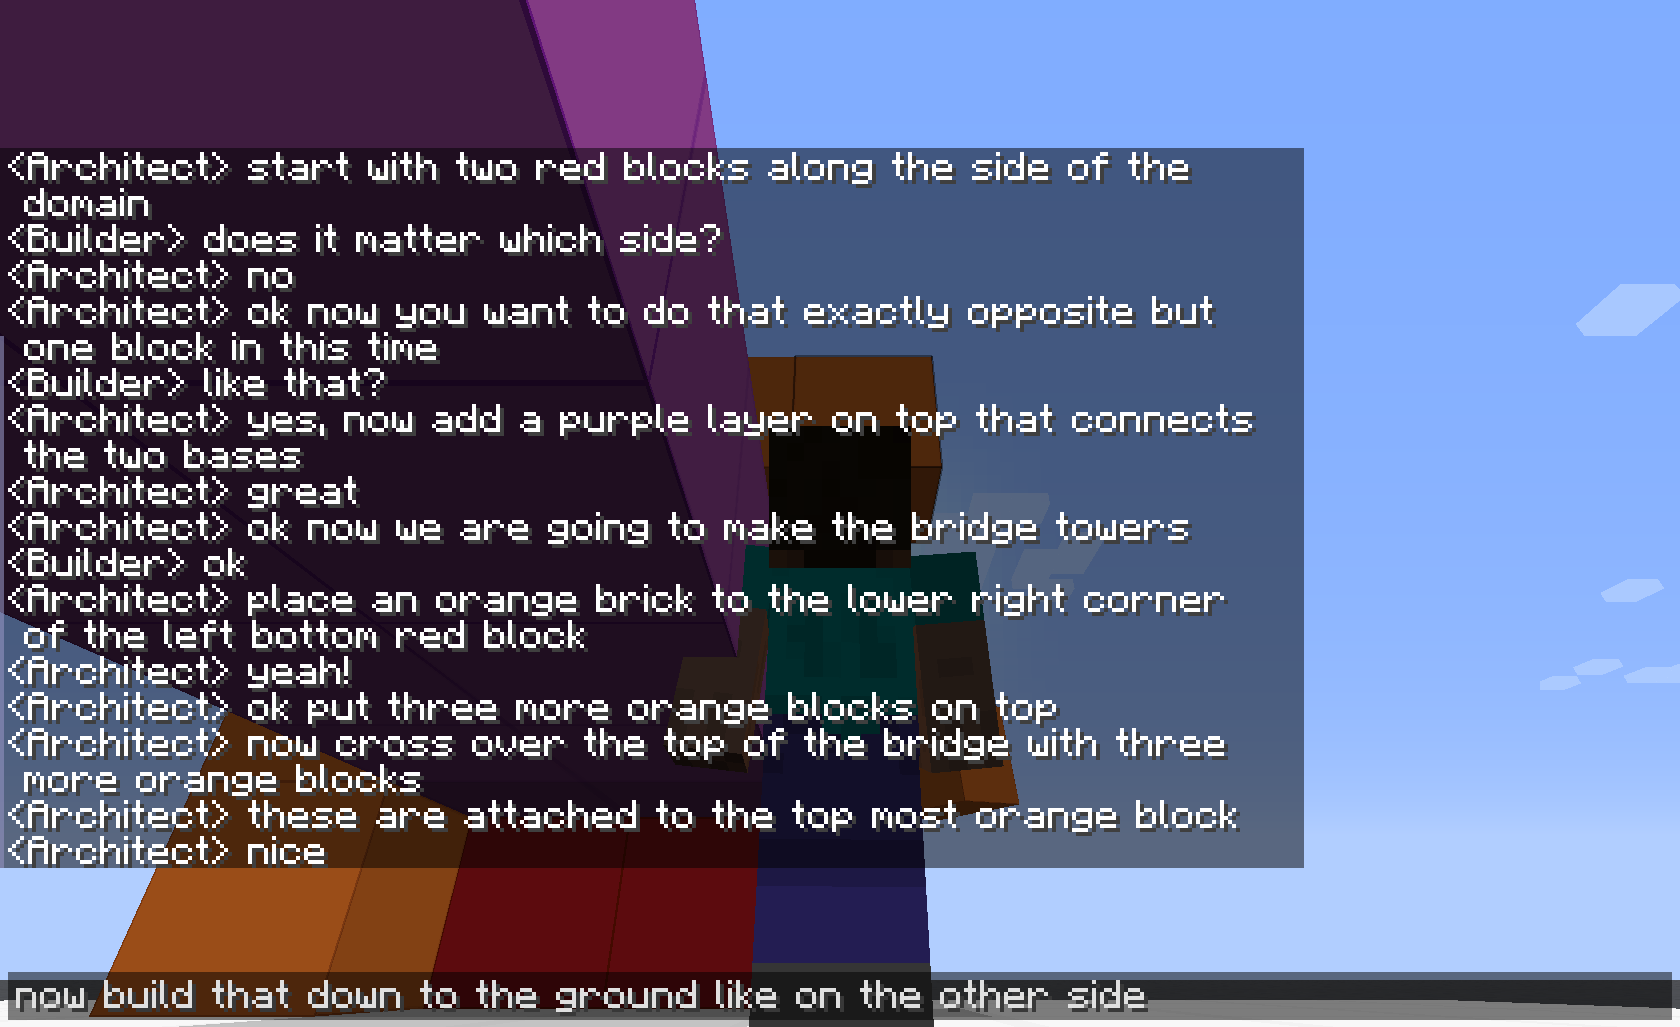 <Architect> start with two red blocks along the side of the
domain
<Builder> does it matter which side?
<Architect> no
<Architect> ok now you want to do that exactly opposite but
one block in this time
<Builder> like that?
<Architect> yes, now add a purple layer on top that connects
the two bases
<Architect> great
<Architect> ok now we are going to make the bridge towers
<Builder> ok
<Architect> place an orange brick to the lower right corner
of the left bottom red block
<Architect> yeah!
<Architect> ok put three more orange blocks on top
<Architect> now cross over the top of the bridge with three
more orange blocks
<Architect> these are attached to the top most orange block
<Architect> nice
now build that down to the ground like on the other side